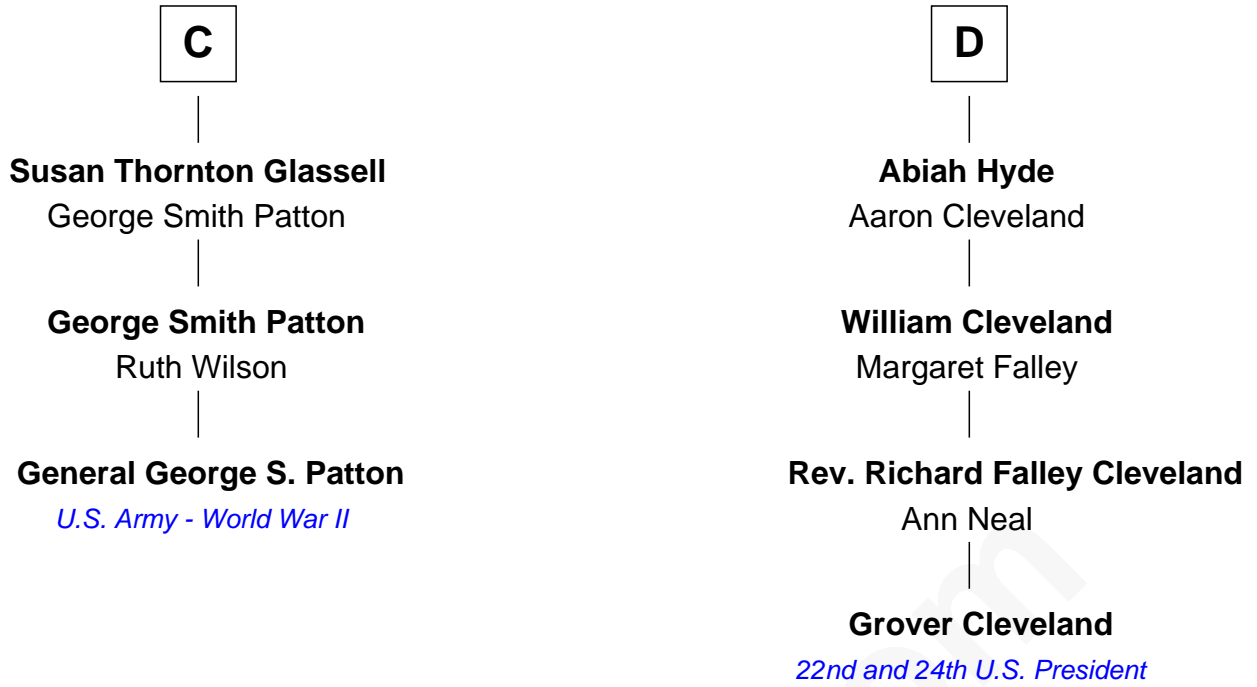 C
Susan Thornton Glassell
George Smith Patton
George Smith Patton
Ruth Wilson
General George S. Patton
U.S. Army - World War II
D
Abiah Hyde
Aaron Cleveland
William Cleveland
Margaret Falley
Rev. Richard Falley Cleveland
Ann Neal
Grover Cleveland
22nd and 24th U.S. President